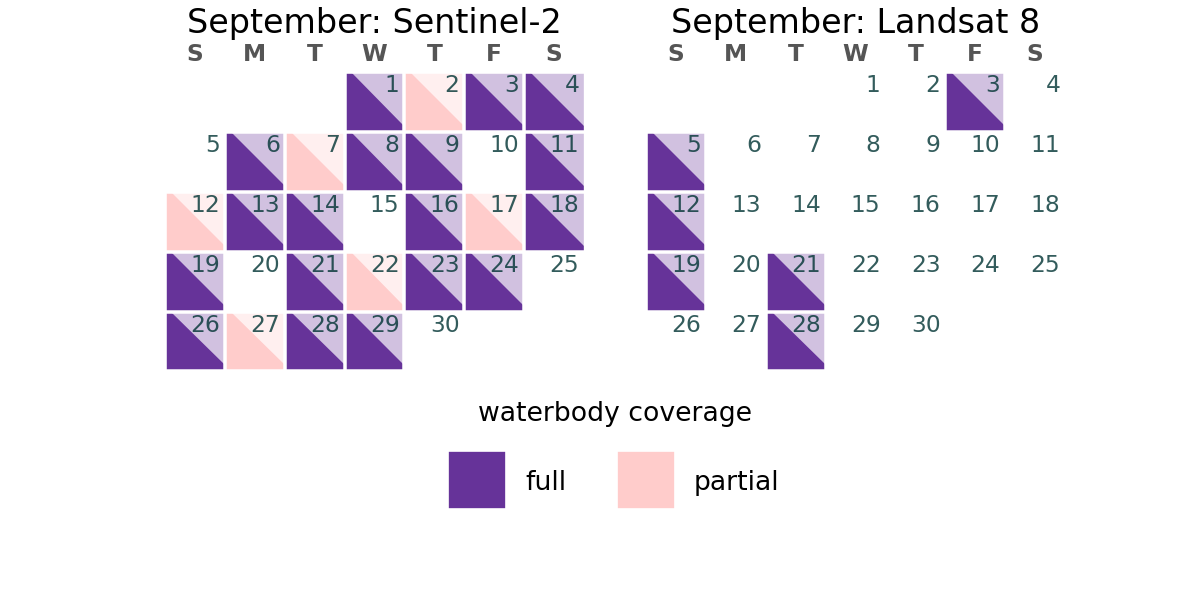 September: Sentinel-2
S M T W T F S
1 2 3 4
5 6 7 8 9 10 11
12 13 14 15 16 17 18
19 20 21 22 23 24 25
26 27 28 29 30
September: Landsat 8
S M T W T F S
1 2 3 4
5 6 7 8 9 10 11
12 13 14 15 16 17 18
19 20 21 22 23 24 25
26 27 28 29 30
waterbody coverage
full partial